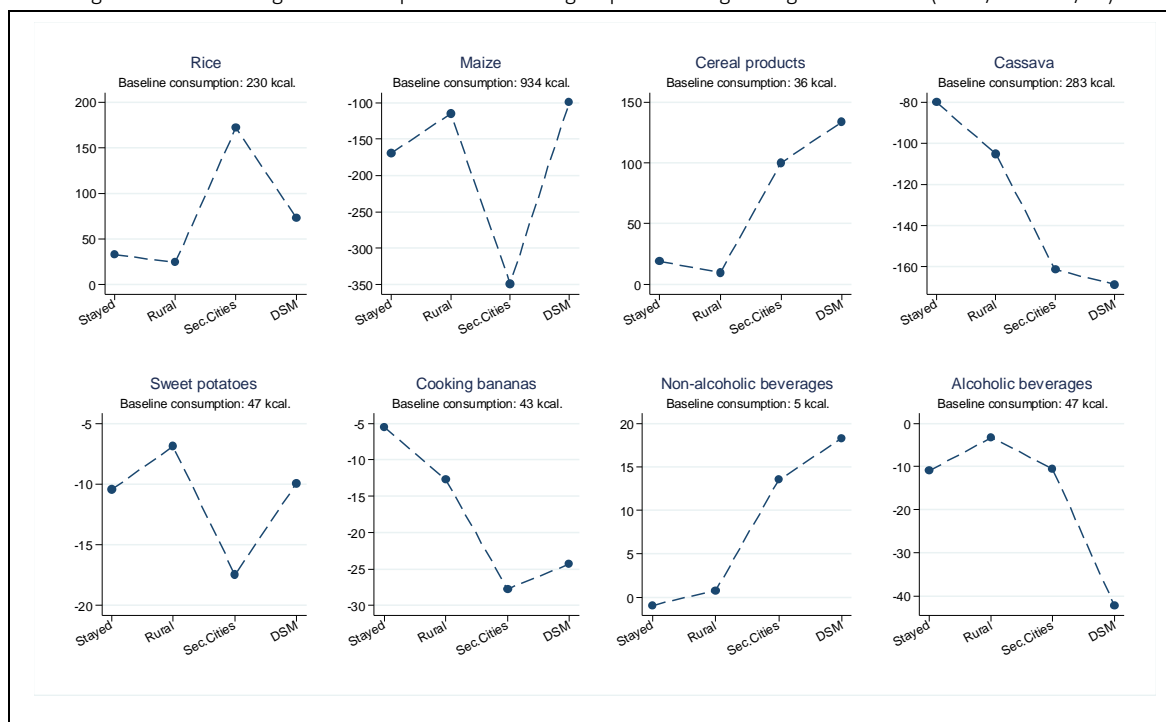 Rice
Baseline consumption: 230 kcal.
200
150
100
50
0
Stayed
Rural
Sec.Cities
DSM
Maize
Baseline consumption: 934 kcal.
-100
-150
-200
-250
-300
-350
Stayed
Rural
Sec.Cities
DSM
Cereal products
Baseline consumption: 36 kcal.
150
100
50
0
Stayed
Rural
Sec.Cities
DSM
Cassava
Baseline consumption: 283 kcal.
-80
-100
-120
-140
-160
Stayed
Rural
Sec.Cities
DSM
Sweet potatoes
Baseline consumption: 47 kcal.
-5
-10
-15
-20
Stayed
Rural
Sec.Cities
DSM
Cooking bananas
Baseline consumption: 43 kcal.
-5
-10
-15
-20
-25
-30
Stayed
Rural
Sec.Cities
DSM
Non-alcoholic beverages
Baseline consumption: 5 kcal.
20
15
10
5
0
Stayed
Rural
Sec.Cities
DSM
Alcoholic beverages
Baseline consumption: 47 kcal.
0
-10
-20
-30
-40
Stayed
Rural
Sec.Cities
DSM